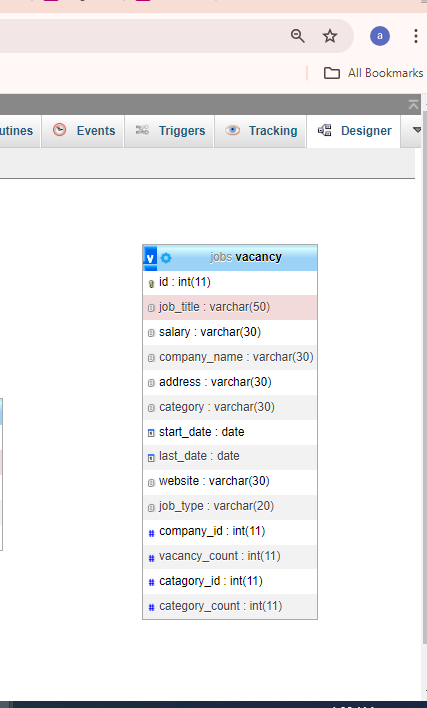 a
All Bookmarks
utines Events Triggers Tracking Designer
v jobs vacancy
id : int(11)
job_title : varchar(50)
salary : varchar(30)
company_name : varchar(30)
address : varchar(30)
category : varchar(30)
start_date : date
last_date : date
website : varchar(30)
job_type : varchar(20)
# company_id : int(11)
# vacancy_count : int(11)
# catagory_id : int(11)
# category_count : int(11)